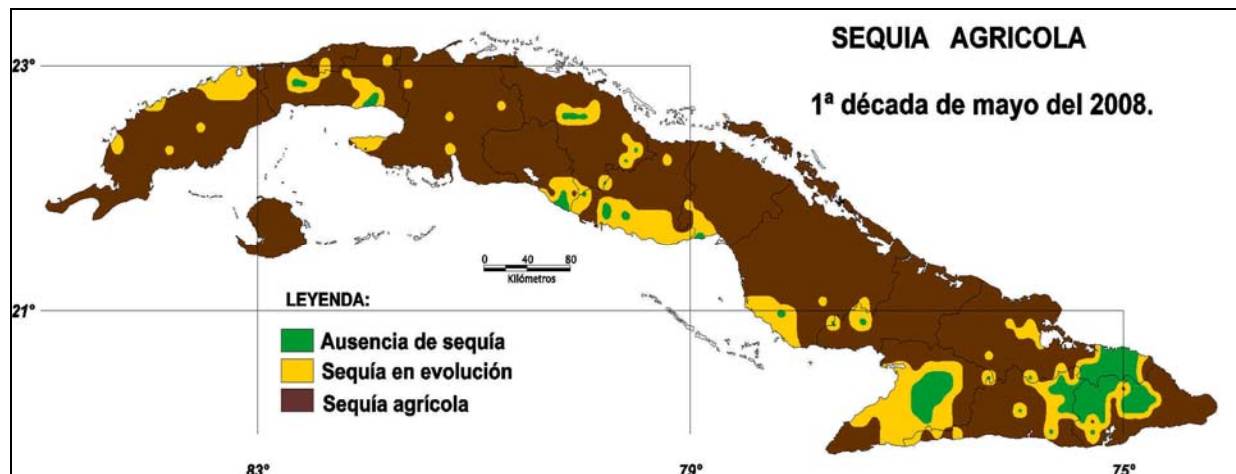 SEQUIA AGRICOLA
1ª década de mayo del 2008.
23°
21°
0 40 80
Kilómetros
LEYENDA:
Ausencia de sequía
Sequía en evolución
Sequía agrícola
83° 79° 75°